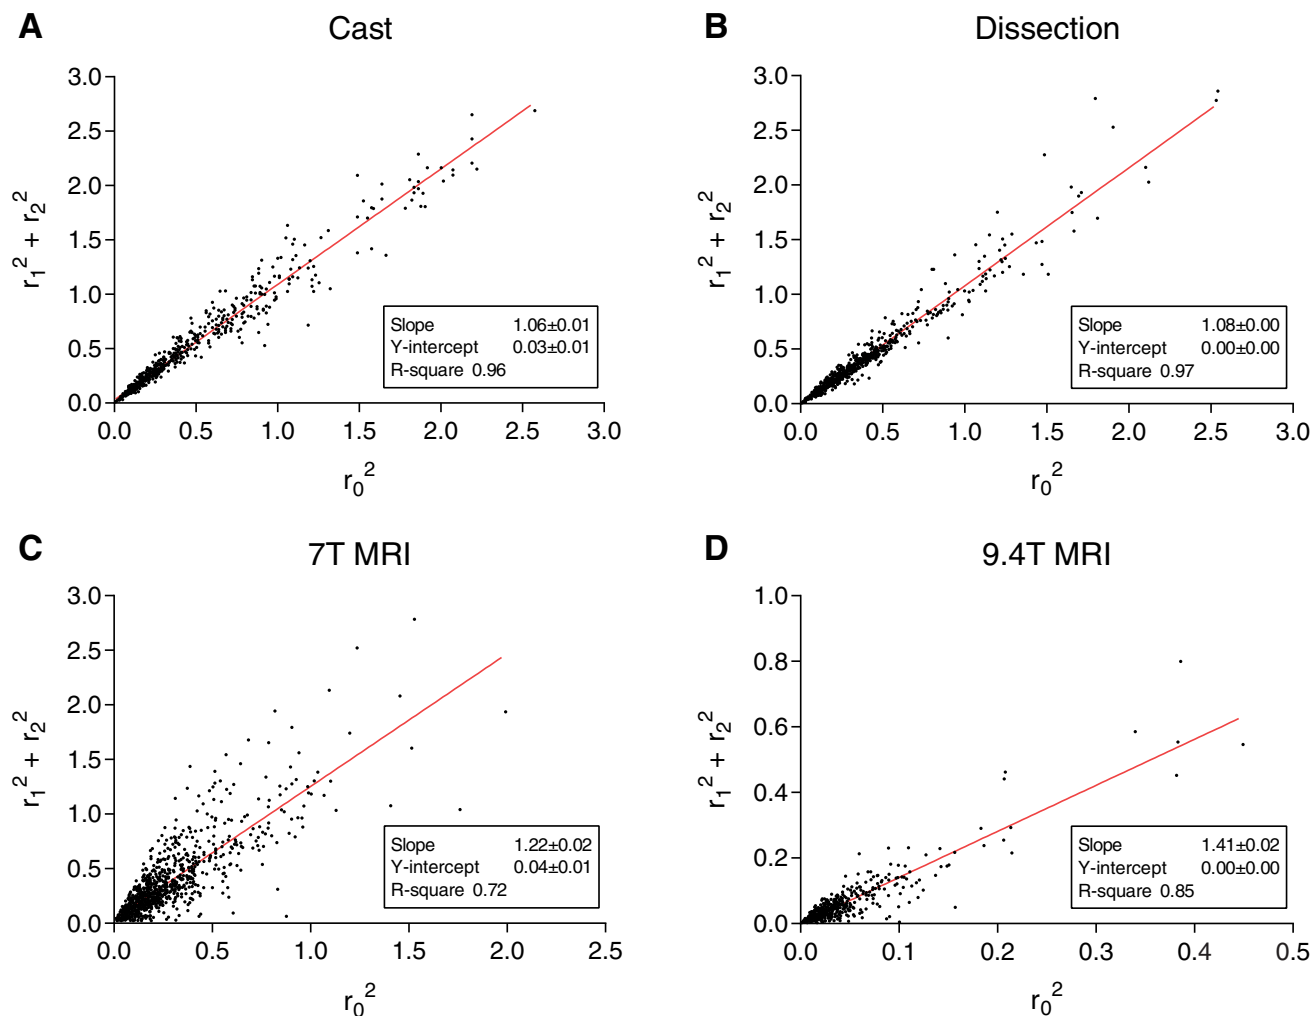 A
Cast
3.0
2.5
2.0
1.5
1.0
0.5
0.0
r₁² + r₂²
Slope 1.06±0.01
Y-intercept 0.03±0.01
R-square 0.96
0.0 0.5 1.0 1.5 2.0 2.5 3.0
r₀²
B
Dissection
3.0
2.5
2.0
1.5
1.0
0.5
0.0
r₁² + r₂²
Slope 1.08±0.00
Y-intercept 0.00±0.00
R-square 0.97
0.0 0.5 1.0 1.5 2.0 2.5 3.0
r₀²
C
7T MRI
3.0
2.5
2.0
1.5
1.0
0.5
0.0
r₁² + r₂²
Slope 1.22±0.02
Y-intercept 0.04±0.01
R-square 0.72
0.0 0.5 1.0 1.5 2.0 2.5
r₀²
D
9.4T MRI
1.0
0.8
0.6
0.4
0.2
0.0
r₁² + r₂²
Slope 1.41±0.02
Y-intercept 0.00±0.00
R-square 0.85
0.0 0.1 0.2 0.3 0.4 0.5
r₀²